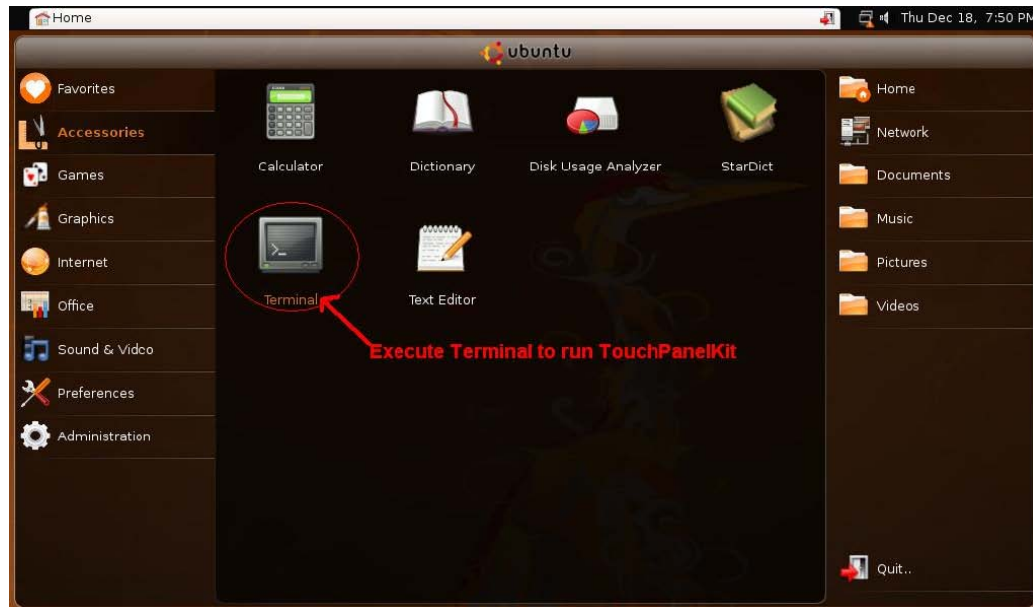 Home
Thu Dec 18, 7:50 PM
ubuntu
Favorites
Accessories
Games
Graphics
Internet
Office
Sound & Video
Preferences
Administration
Calculator
Dictionary
Disk Usage Analyzer
StarDict
Terminal
Text Editor
Execute Terminal to run TouchPanelKit
Home
Network
Documents
Music
Pictures
Videos
Quit..